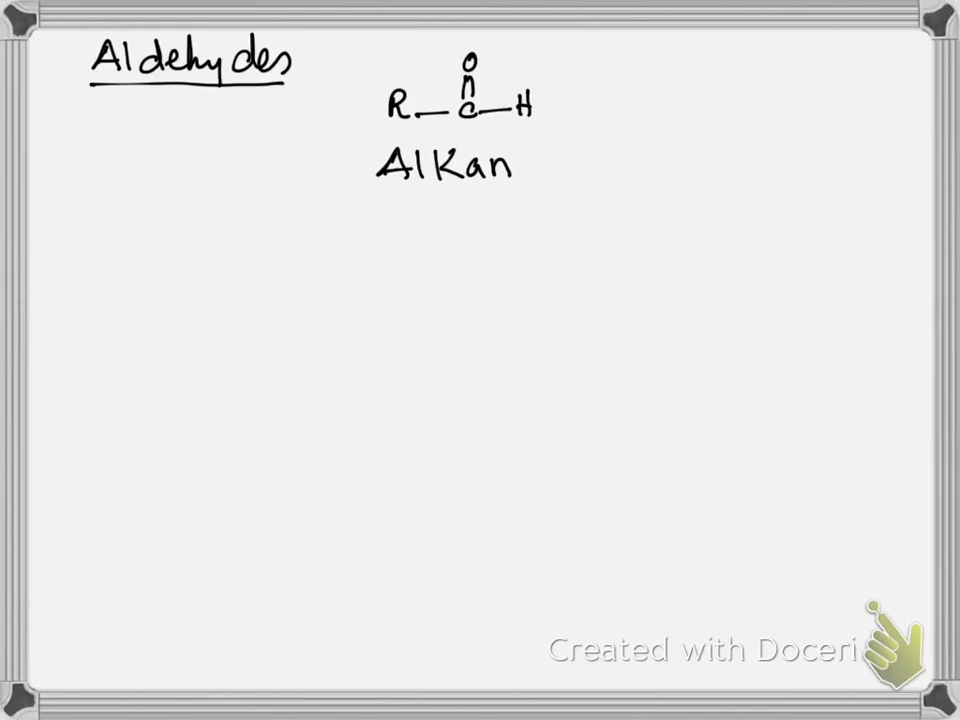 Aldehydes
O
R—C—H
AlKan
Created with Doceri